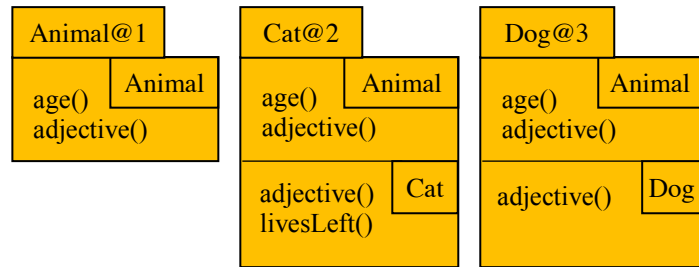 Animal@1
Animal
age()
adjective()
Cat@2
Animal
age()
adjective()
Cat
adjective()
livesLeft()
Dog@3
Animal
age()
adjective()
adjective()
Dog